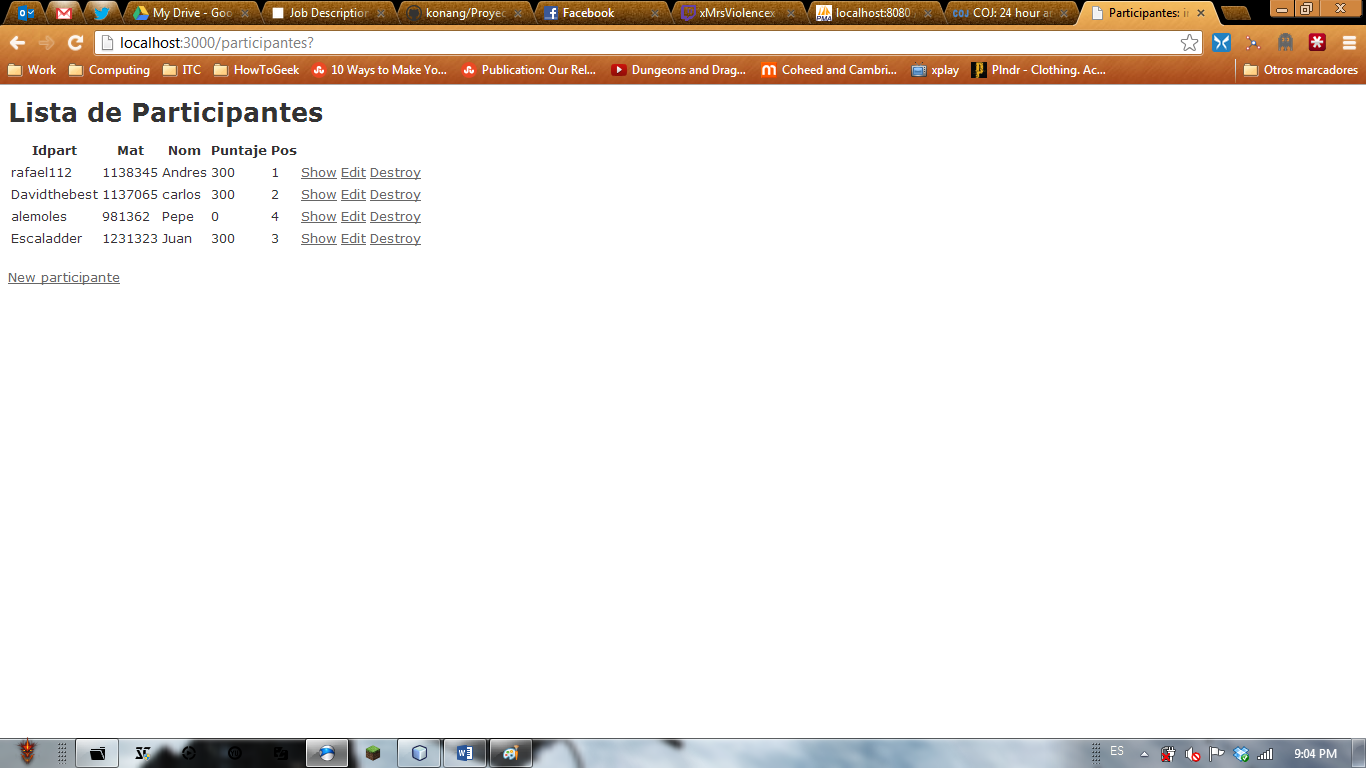 My Drive - Goo
Job Description
konang/Proyec
Facebook
xMrsViolencex
localhost:8080
COJ: 24 hour ar
Participantes: i
localhost:3000/participantes?
Work
Computing
ITC
HowToGeek
10 Ways to Make Yo...
Publication: Our Rel...
Dungeons and Drag...
Coheed and Cambri...
xplay
Plndr - Clothing. Ac...
Otros marcadores
Lista de Participantes
Idpart Mat Nom Puntaje Pos
rafael112 1138345 Andres 300 1 Show Edit Destroy
Davidthebest 1137065 carlos 300 2 Show Edit Destroy
alemoles 981362 Pepe 0 4 Show Edit Destroy
Escaladder 1231323 Juan 300 3 Show Edit Destroy
New participante
ES
9:04 PM